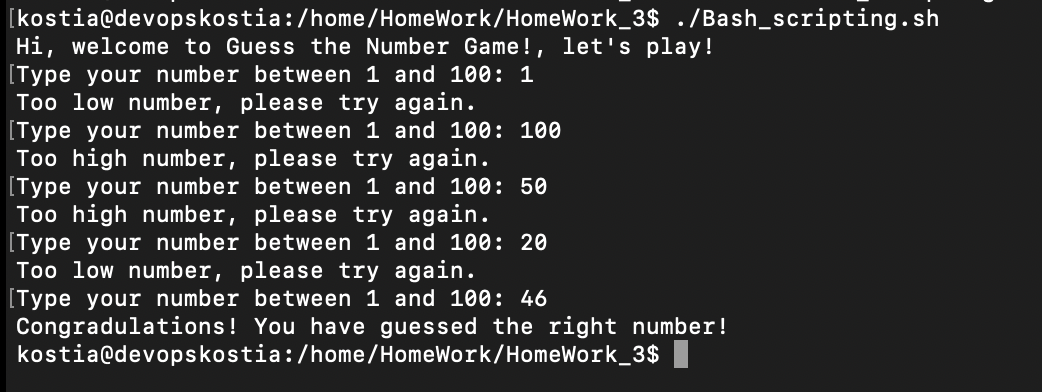 [kostia@devopskostia:/home/HomeWork/HomeWork_3$ ./Bash_scripting.sh
Hi, welcome to Guess the Number Game!, let's play!
[Type your number between 1 and 100: 1
Too low number, please try again.
[Type your number between 1 and 100: 100
Too high number, please try again.
[Type your number between 1 and 100: 50
Too high number, please try again.
[Type your number between 1 and 100: 20
Too low number, please try again.
[Type your number between 1 and 100: 46
Congradulations! You have guessed the right number!
kostia@devopskostia:/home/HomeWork/HomeWork_3$